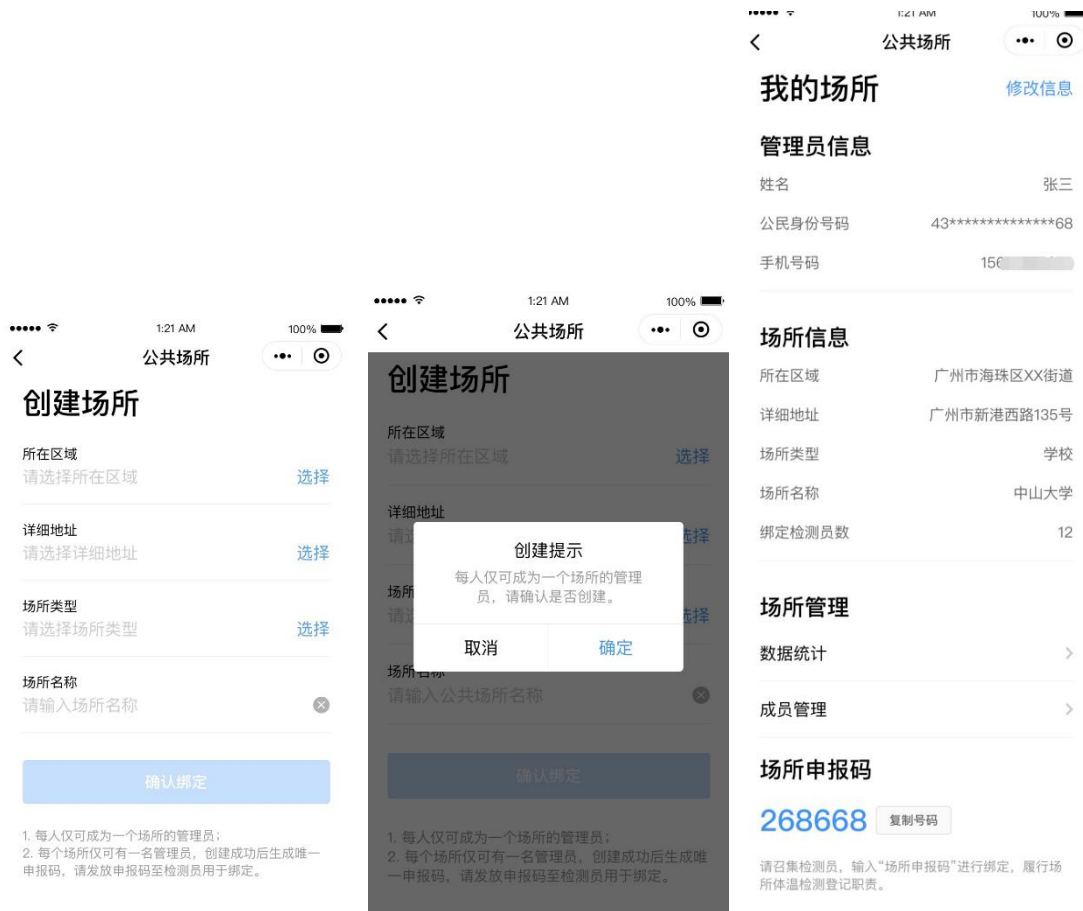 1:21 AM
100%
公共场所
创建场所
所在区域
请选择所在区域
选择
详细地址
请选择详细地址
选择
场所类型
请选择场所类型
选择
场所名称
请输入场所名称
确认绑定
1. 每人仅可成为一个场所的管理员;
2. 每个场所仅可有一名管理员,创建成功后生成唯一
申报码,请发放申报码至检测员用于绑定。
1:21 AM
100%
公共场所
创建场所
所在区域
请选择所在区域
选择
详细地址
选择
创建提示
每人仅可成为一个场所的管理
员,请确认是否创建。
取消
确定
场所
选择
场所名称
请输入公共场所名称
确认绑定
1. 每人仅可成为一个场所的管理员;
2. 每个场所仅可有一名管理员,创建成功后生成唯
一申报码,请发放申报码至检测员用于绑定。
1:21 AM
100%
公共场所
我的场所
修改信息
管理员信息
姓名
张三
公民身份号码
43**************68
手机号码
156
场所信息
所在区域
广州市海珠区XX街道
详细地址
广州市新港西路135号
场所类型
学校
场所名称
中山大学
绑定检测员数
12
场所管理
数据统计
成员管理
场所申报码
268668
复制号码
请召集检测员,输入“场所申报码”进行绑定,履行场
所体温检测登记职责。